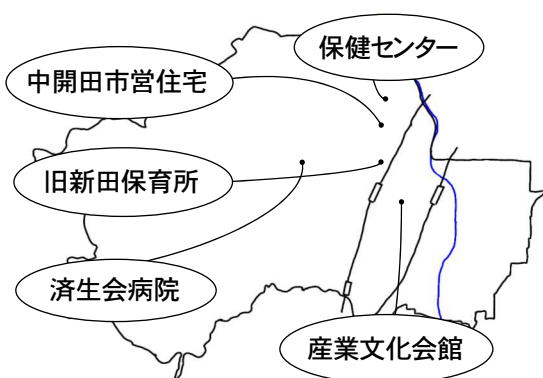 保健センター
中開田市営住宅
旧新田保育所
済生会病院
産業文化会館